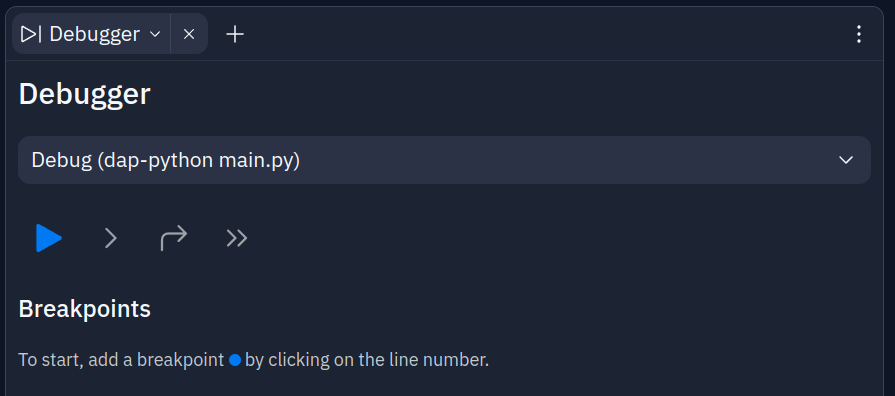 Debugger
Debugger
Debug (dap-python main.py)
Breakpoints
To start, add a breakpoint by clicking on the line number.